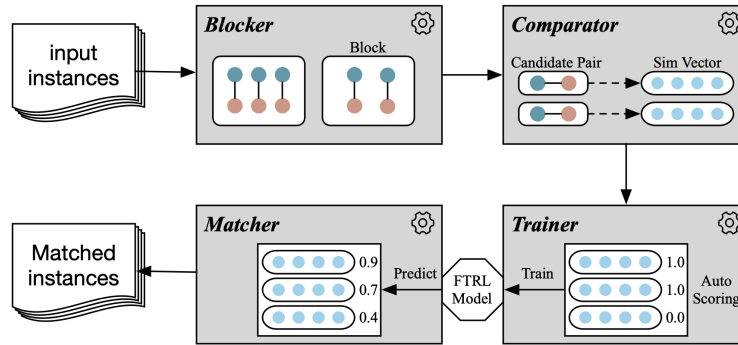 input
instances
Blocker
Block
Comparator
Candidate Pair
Sim Vector
Matched
instances
Matcher
0.9
0.7
0.4
Predict
FTRL
Model
Train
Trainer
1.0
1.0
0.0
Auto
Scoring